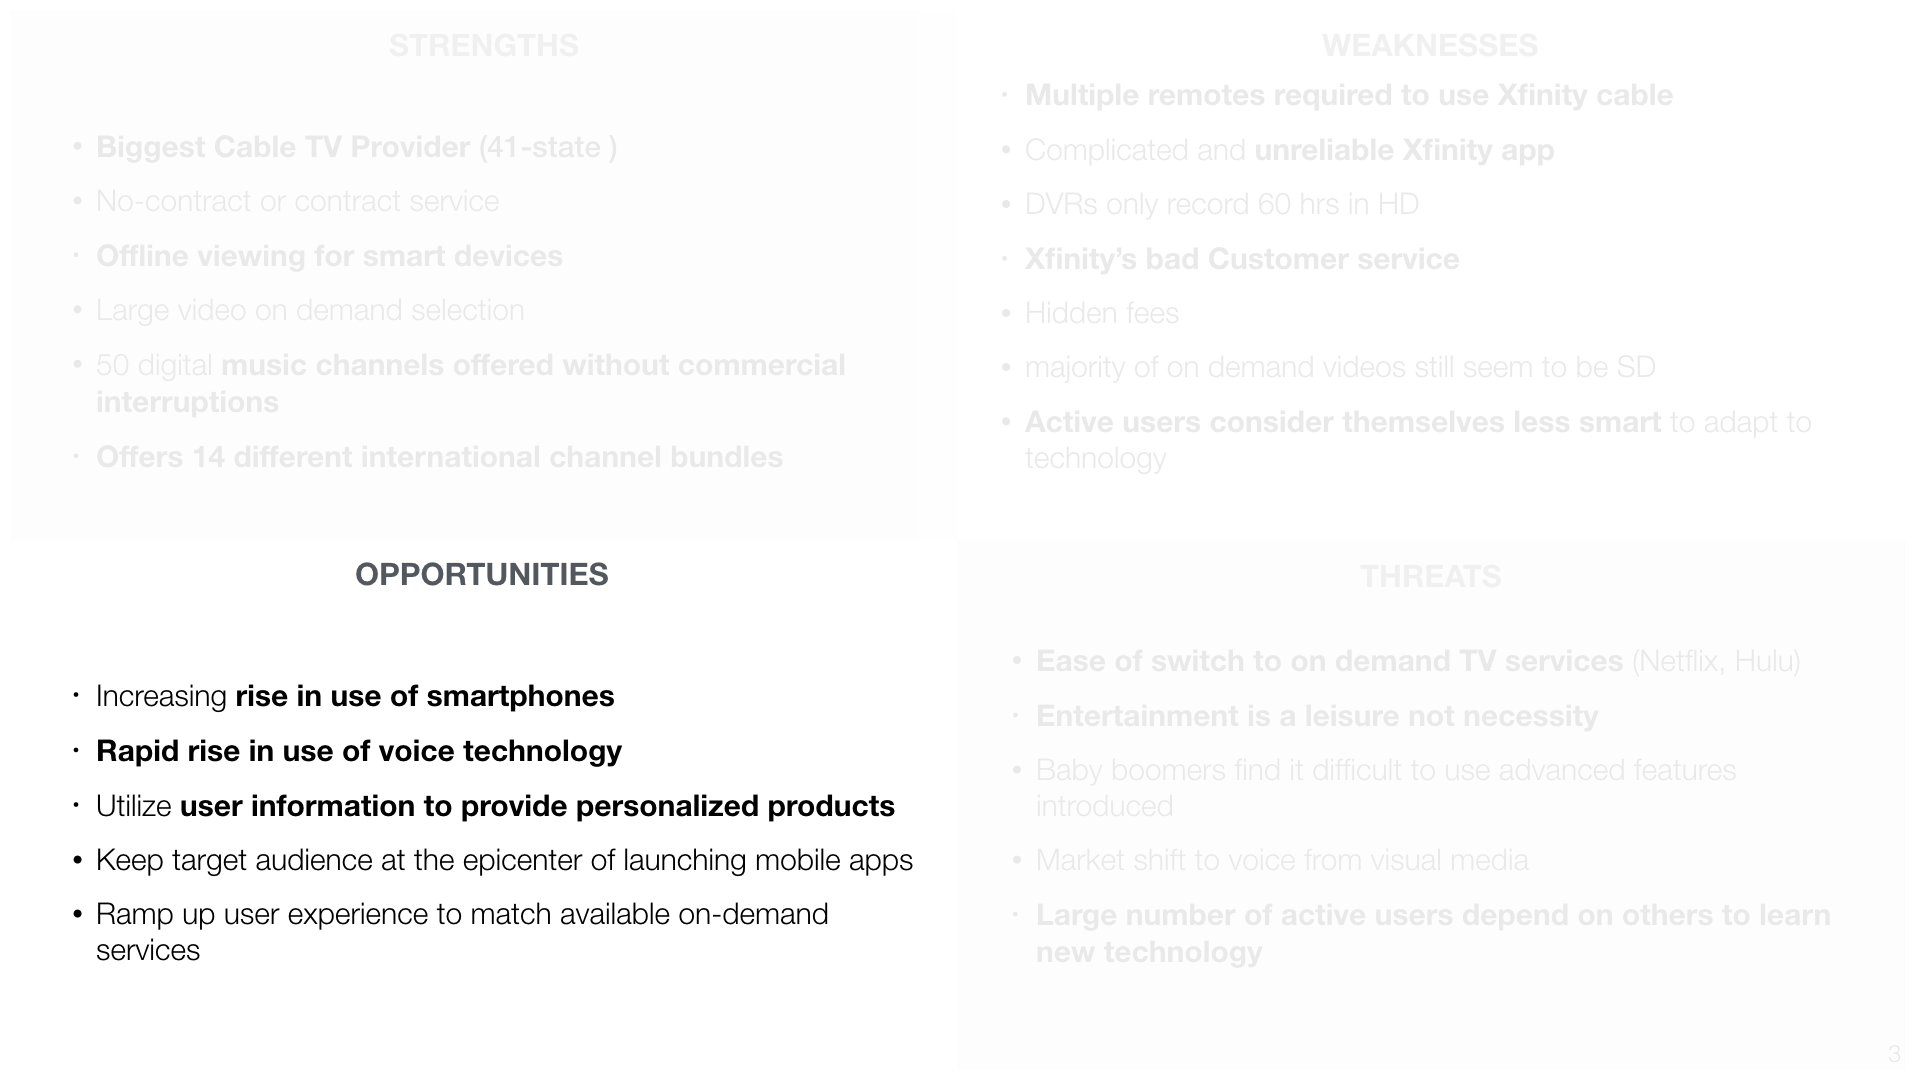 STRENGTHS
• Biggest Cable TV Provider (41-state )
• No-contract or contract service
• Offline viewing for smart devices
• Large video on demand selection
• 50 digital music channels offered without commercial
interruptions
• Offers 14 different international channel bundles
WEAKNESSES
• Multiple remotes required to use Xfinity cable
• Complicated and unreliable Xfinity app
• DVRs only record 60 hrs in HD
• Xfinity’s bad Customer service
• Hidden fees
• majority of on demand videos still seem to be SD
• Active users consider themselves less smart to adapt to
technology
OPPORTUNITIES
• Increasing rise in use of smartphones
• Rapid rise in use of voice technology
• Utilize user information to provide personalized products
• Keep target audience at the epicenter of launching mobile apps
• Ramp up user experience to match available on-demand
services
THREATS
• Ease of switch to on demand TV services (Netflix, Hulu)
• Entertainment is a leisure not necessity
• Baby boomers find it difficult to use advanced features
introduced
• Market shift to voice from visual media
• Large number of active users depend on others to learn
new technology
3